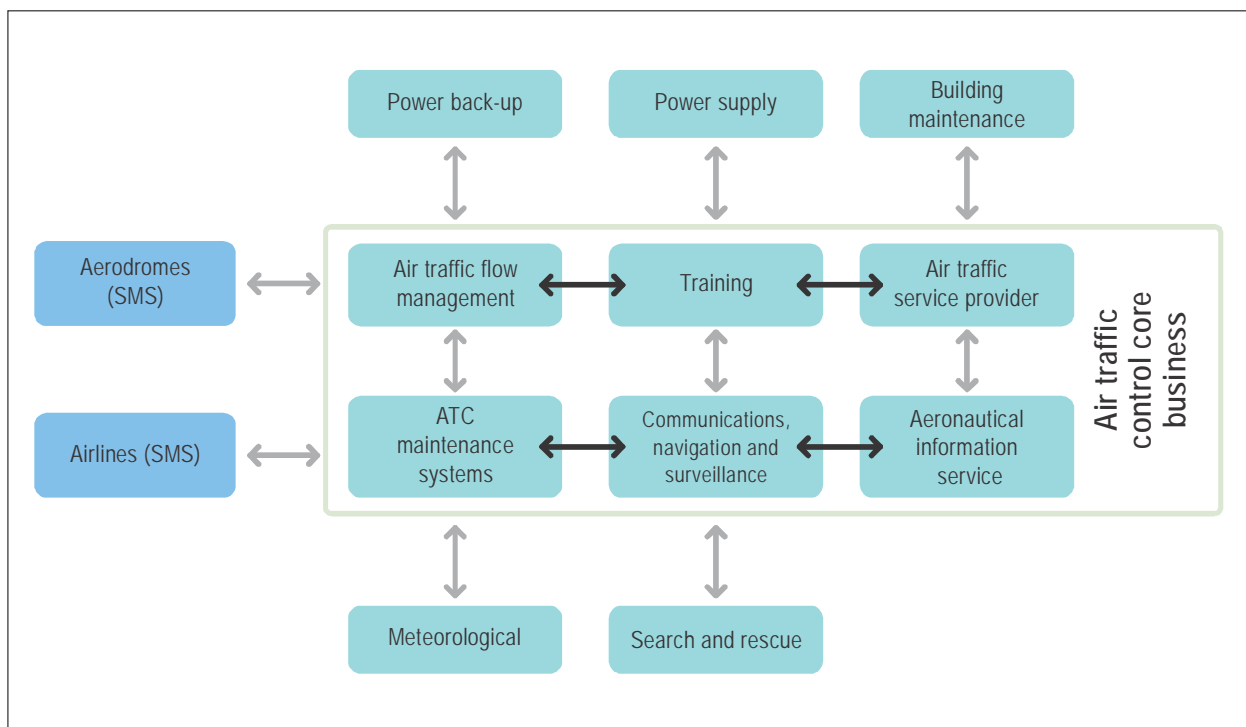 Power back-up
Power supply
Building
maintenance
Aerodromes
(SMS)
Air traffic flow
management
Training
Air traffic
service provider
Airlines (SMS)
ATC
maintenance
systems
Communications,
navigation and
surveillance
Aeronautical
information
service
Air traffic
control core
business
Meteorological
Search and rescue